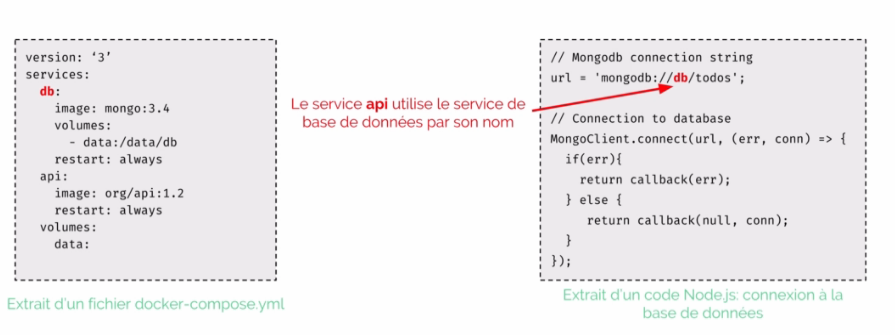 version: ‘3’
services:
  db:
    image: mongo:3.4
    volumes:
      - data:/data/db
    restart: always
  api:
    image: org/api:1.2
    restart: always
  volumes:
    data:
Extrait d'un fichier docker-compose.yml
Le service api utilise le service de
base de données par son nom
// Mongodb connection string
url = 'mongodb://db/todos';
// Connection to database
MongoClient.connect(url, (err, conn) => {
  if(err){
    return callback(err);
  } else {
     return callback(null, conn);
  }
});
Extrait d'un code Node.js: connexion à la
base de données